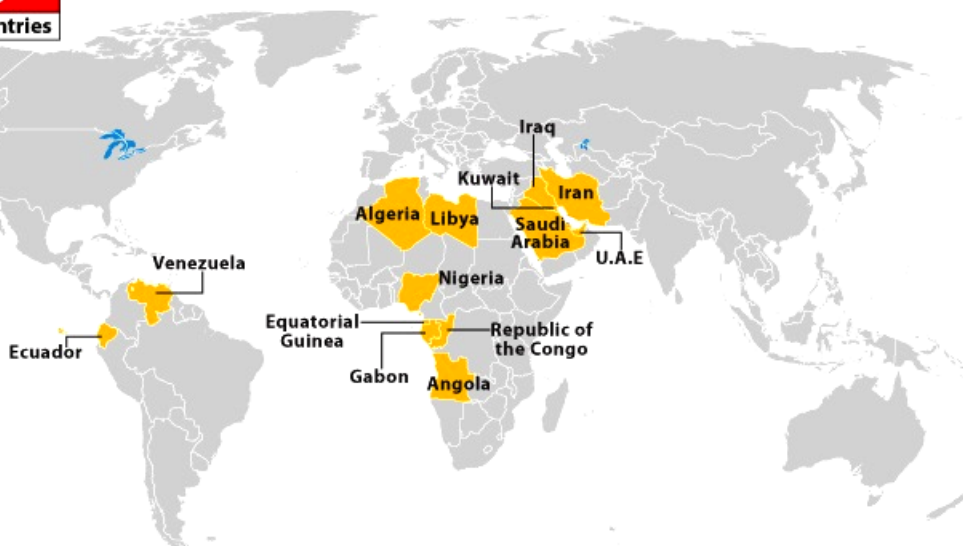 ntries
Iraq
Kuwait
Iran
Algeria
Libya
Saudi
Arabia
U.A.E
Venezuela
Nigeria
Equatorial
Guinea
Republic of
the Congo
Ecuador
Gabon
Angola